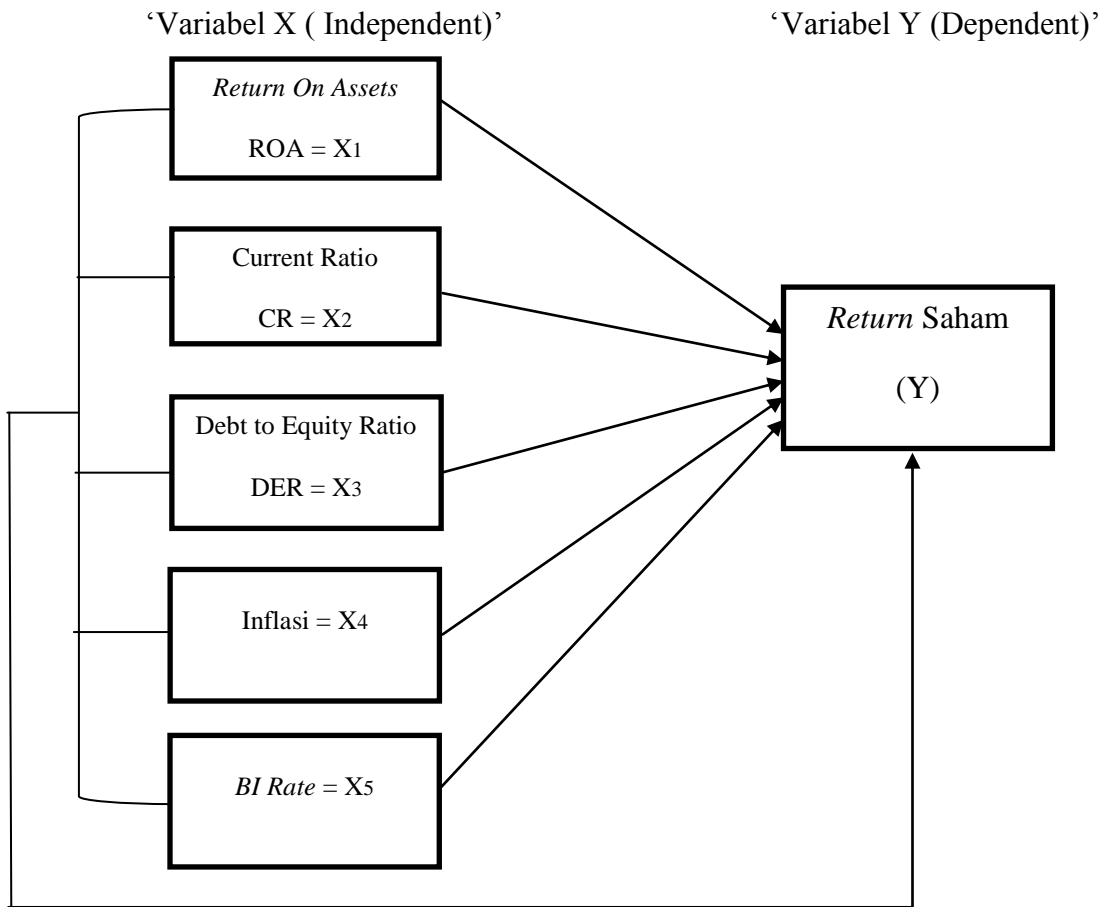 ‘Variabel X ( Independent)’
‘Variabel Y (Dependent)’
Return On Assets
ROA = X1
Current Ratio
CR = X2
Debt to Equity Ratio
DER = X3
Inflasi = X4
BI Rate = X5
Return Saham
(Y)